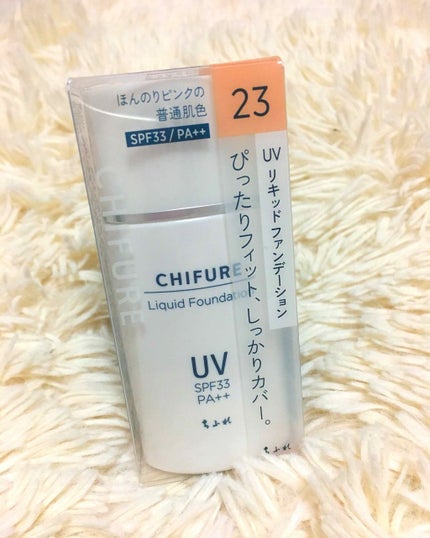 ほんのりピンクの
普通肌色
SPF33/PA++
23
UV リキッドファンデーション
ぴったりフィット、しっかりカバー。
CHIFURE
CHIFURE
Liquid Foundation
UV
SPF33
PA++
ちふれ
ちふれ